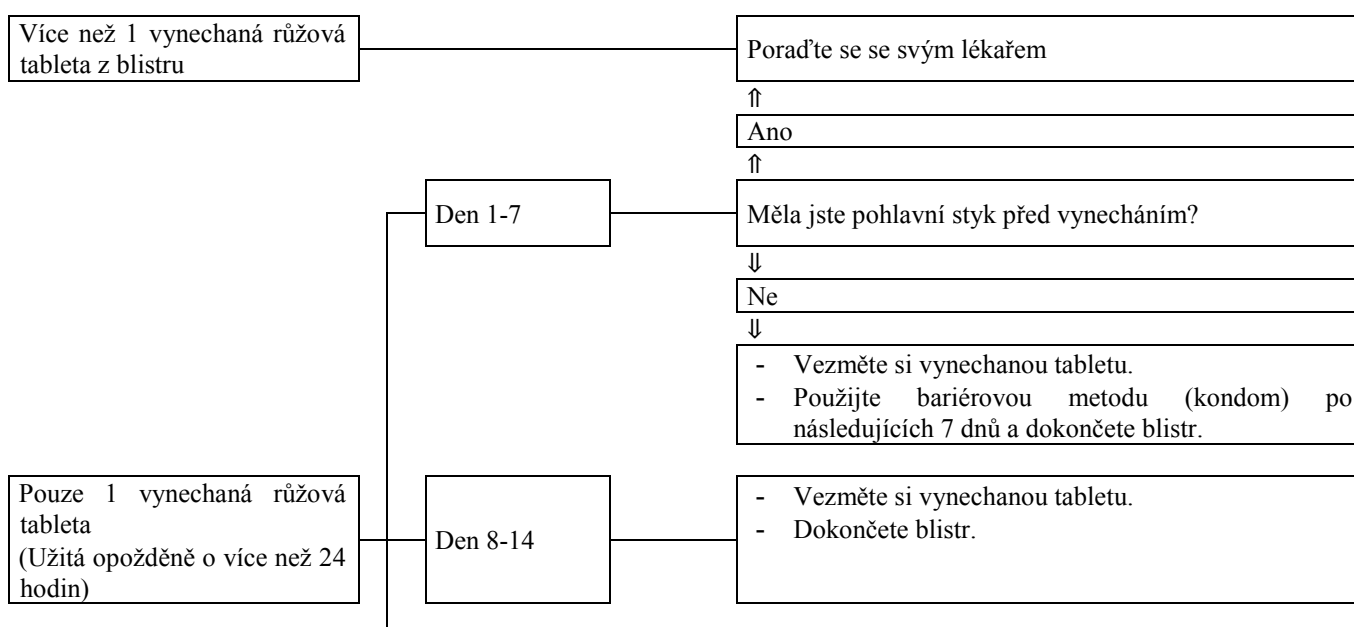 Více než 1 vynechaná růžová
tableta z blistru
Poraďte se se svým lékařem
⇑
Ano
⇑
Den 1-7
Měla jste pohlavní styk před vynecháním?
⇓
Ne
⇓
- Vezměte si vynechanou tabletu.
- Použijte bariérovou metodu (kondom) po
následujících 7 dnů a dokončete blistr.
Pouze 1 vynechaná růžová
tableta
(Užitá opožděně o více než 24
hodin)
Den 8-14
- Vezměte si vynechanou tabletu.
- Dokončete blistr.